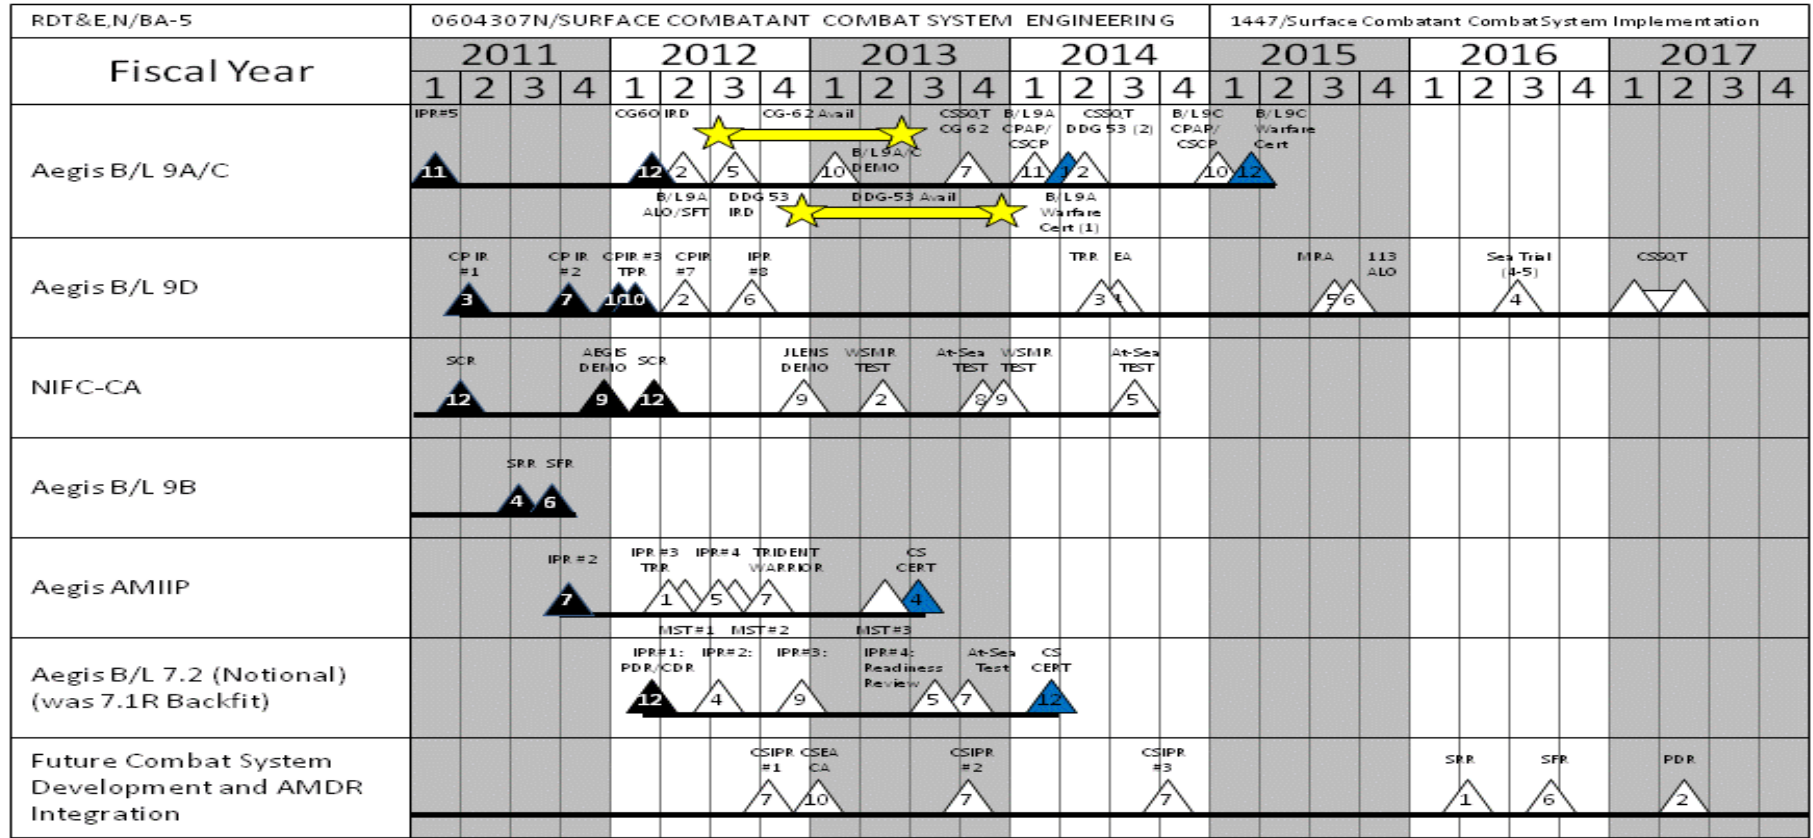 RDT&E,N/BA-5
0604307N/SURFACE COMBATANT COMBAT SYSTEM ENGINEERING
1447/Surface Combatant CombatSystem Implementation
Fiscal Year
2011 2012 2013 2014 2015 2016 2017
1 2 3 4 1 2 3 4 1 2 3 4 1 2 3 4 1 2 3 4 1 2 3 4 1 2 3 4
IPR#5 CG60 IRD CG-62 Avail CSSQT B/L9A CSSQT B/L9C B/L9C
CG 62 CPAP/ DDG 53 (2) CPAP/ Warfare
CSCP CSCP Cert
B/L9A/C
DEMO
Aegis B/L 9A/C
11 12 2 5 10 7 11 2 10 12
B/L9A DDG 53 DDG-53 Avail B/L9A
ALO/SFT IRD Warfare
Cert (1)
CPIR CPIR CPIR #3 CPIR IPR TRR EA MRA 113 Sea Trial CSSQT
#1 #2 TPR #7 #8 ALO (4-5)
Aegis B/L 9D
3 7 10 10 2 6 3 5 6 4
SCR AEGIS SCR JLENS WSMR At-Sea WSMR At-Sea
DEMO DEMO TEST TEST TEST TEST
NIFC-CA
12 9 12 9 2 8 9 5
SRR SFR
Aegis B/L 9B
4 6
IPR #2 IPR #3 IPR#4 TRIDENT CS
TRR WARRIOR CERT
Aegis AMIIP
7 1 5 7 4
MST#1 MST#2 MST#3
IPR#1: IPR#2: IPR#3: IPR#4: At-Sea CS
PDR/CDR Readiness Test CERT
Review
Aegis B/L 7.2 (Notional)
(was 7.1R Backfit)
12 4 9 5 7 12
CSIPR CSEA CSIPR CSIPR SRR SFR PDR
#1 CA #2 #3
Future Combat System
Development and AMDR
Integration
7 10 7 7 1 6 2